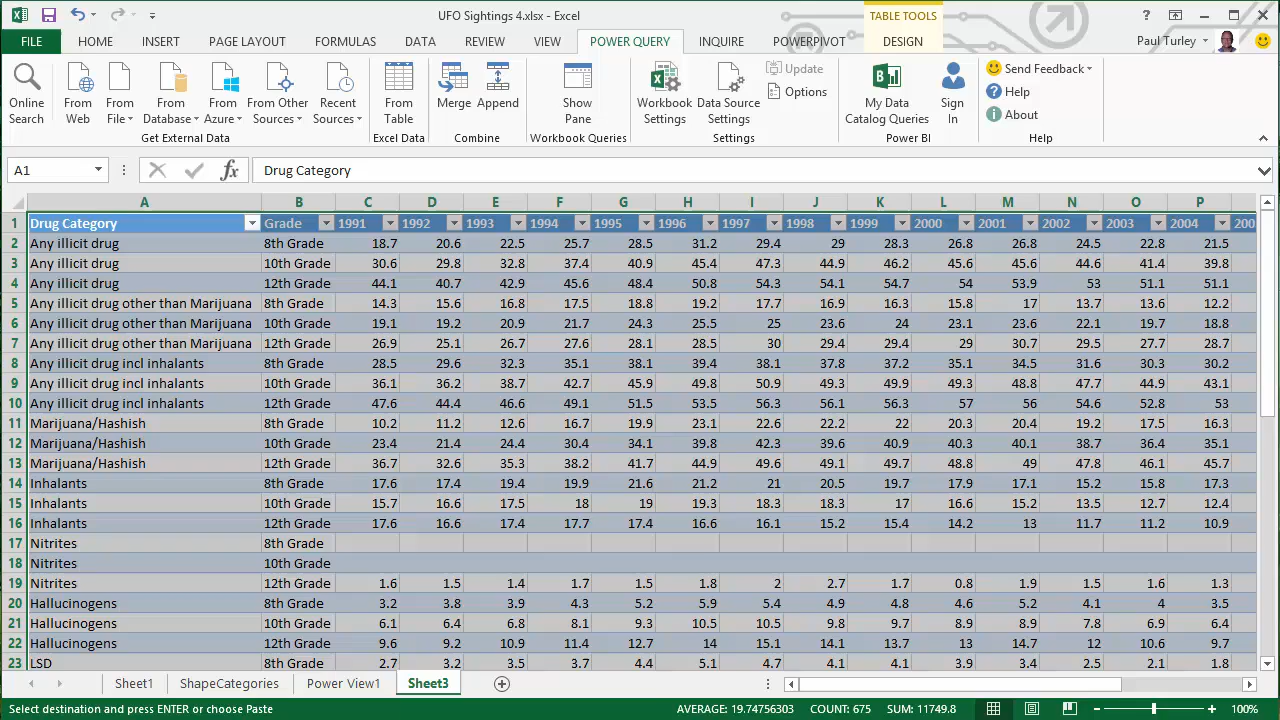 UFO Sightings 4.xlsx - Excel
TABLE TOOLS
FILE HOME INSERT PAGE LAYOUT FORMULAS DATA REVIEW VIEW POWER QUERY INQUIRE POWERPIVOT DESIGN Paul Turley
Online Search
From Web
From File
From Database
From Azure
From Other Sources
Recent Sources
From Table
Merge
Append
Show Pane
Workbook Settings
Data Source Settings
Update
Options
My Data Catalog Queries
Sign In
Send Feedback
Help
About
Get External Data Excel Data Combine Workbook Queries Settings Power BI Help
A1 fx Drug Category
A B C D E F G H I J K L M N O P
1 Drug Category Grade 1991 1992 1993 1994 1995 1996 1997 1998 1999 2000 2001 2002 2003 2004 200
2 Any illicit drug 8th Grade 18.7 20.6 22.5 25.7 28.5 31.2 29.4 29 28.3 26.8 26.8 24.5 22.8 21.5
3 Any illicit drug 10th Grade 30.6 29.8 32.8 37.4 40.9 45.4 47.3 44.9 46.2 45.6 45.6 44.6 41.4 39.8
4 Any illicit drug 12th Grade 44.1 40.7 42.9 45.6 48.4 50.8 54.3 54.1 54.7 54 53.9 53 51.1 51.1
5 Any illicit drug other than Marijuana 8th Grade 14.3 15.6 16.8 17.5 18.8 19.2 17.7 16.9 16.3 15.8 17 13.7 13.6 12.2
6 Any illicit drug other than Marijuana 10th Grade 19.1 19.2 20.9 21.7 24.3 25.5 25 23.6 24 23.1 23.6 22.1 19.7 18.8
7 Any illicit drug other than Marijuana 12th Grade 26.9 25.1 26.7 27.6 28.1 28.5 30 29.4 29.4 29 30.7 29.5 27.7 28.7
8 Any illicit drug incl inhalants 8th Grade 28.5 29.6 32.3 35.1 38.1 39.4 38.1 37.8 37.2 35.1 34.5 31.6 30.3 30.2
9 Any illicit drug incl inhalants 10th Grade 36.1 36.2 38.7 42.7 45.9 49.8 50.9 49.3 49.9 49.3 48.8 47.7 44.9 43.1
10 Any illicit drug incl inhalants 12th Grade 47.6 44.4 46.6 49.1 51.5 53.5 56.3 56.1 56.3 57 56 54.6 52.8 53
11 Marijuana/Hashish 8th Grade 10.2 11.2 12.6 16.7 19.9 23.1 22.6 22.2 22 20.3 20.4 19.2 17.5 16.3
12 Marijuana/Hashish 10th Grade 23.4 21.4 24.4 30.4 34.1 39.8 42.3 39.6 40.9 40.3 40.1 38.7 36.4 35.1
13 Marijuana/Hashish 12th Grade 36.7 32.6 35.3 38.2 41.7 44.9 49.6 49.1 49.7 48.8 49 47.8 46.1 45.7
14 Inhalants 8th Grade 17.6 17.4 19.4 19.9 21.6 21.2 21 20.5 19.7 17.9 17.1 15.2 15.8 17.3
15 Inhalants 10th Grade 15.7 16.6 17.5 18 19 19.3 18.3 18.3 17 16.6 15.2 13.5 12.7 12.4
16 Inhalants 12th Grade 17.6 16.6 17.4 17.7 17.4 16.6 16.1 15.2 15.4 14.2 13 11.7 11.2 10.9
17 Nitrites 8th Grade
18 Nitrites 10th Grade
19 Nitrites 12th Grade 1.6 1.5 1.4 1.7 1.5 1.8 2 2.7 1.7 0.8 1.9 1.5 1.6 1.3
20 Hallucinogens 8th Grade 3.2 3.8 3.9 4.3 5.2 5.9 5.4 4.9 4.8 4.6 5.2 4.1 4 3.5
21 Hallucinogens 10th Grade 6.1 6.4 6.8 8.1 9.3 10.5 10.5 9.8 9.7 8.9 8.9 7.8 6.9 6.4
22 Hallucinogens 12th Grade 9.6 9.2 10.9 11.4 12.7 14 15.1 14.1 13.7 13 14.7 12 10.6 9.7
23 LSD 8th Grade 2.7 3.2 3.5 3.7 4.4 5.1 4.7 4.1 4.1 3.9 3.4 2.5 2.1 1.8
Sheet1 ShapeCategories Power View1 Sheet3
Select destination and press ENTER or choose Paste AVERAGE: 19.74756303 COUNT: 675 SUM: 11749.8 100%